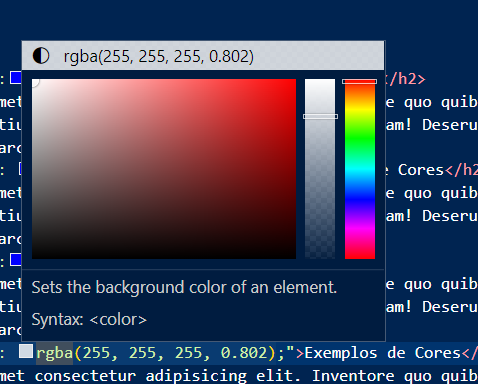 rgba(255, 255, 255, 0.802)
: </h2>
met e quo quib
tiu am! Deseru
arc
: e Cores</h2
met e quo quib
tiu am! Deseru
arc
:
met e quo quib
tiu am! Deseru
arc
Sets the background color of an element.
Syntax: <color>
: rgba(255, 255, 255, 0.802);">Exemplos de Cores</
met consectetur adipisicing elit. Inventore quo quib